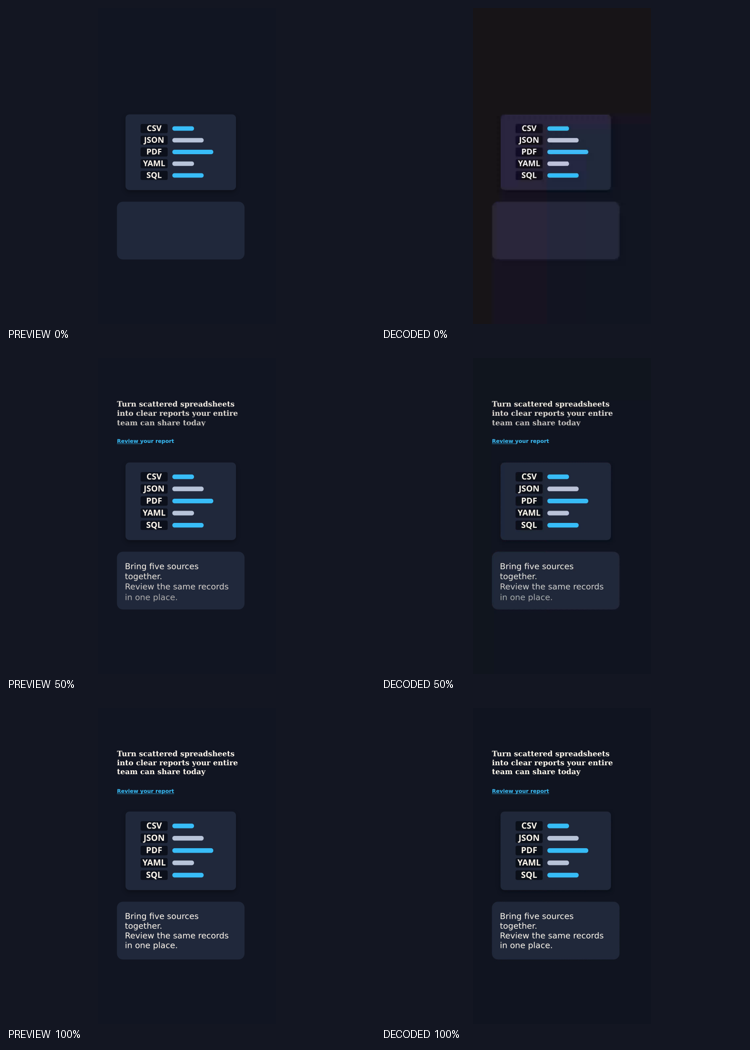 CSV
JSON
PDF
YAML
SQL
PREVIEW 0%
CSV
JSON
PDF
YAML
SQL
DECODED 0%
Turn scattered spreadsheets
into clear reports your entire
team can share today
Review your report
CSV
JSON
PDF
YAML
SQL
Bring five sources
together.
Review the same records
in one place.
PREVIEW 50%
Turn scattered spreadsheets
into clear reports your entire
team can share today
Review your report
CSV
JSON
PDF
YAML
SQL
Bring five sources
together.
Review the same records
in one place.
DECODED 50%
Turn scattered spreadsheets
into clear reports your entire
team can share today
Review your report
CSV
JSON
PDF
YAML
SQL
Bring five sources
together.
Review the same records
in one place.
PREVIEW 100%
Turn scattered spreadsheets
into clear reports your entire
team can share today
Review your report
CSV
JSON
PDF
YAML
SQL
Bring five sources
together.
Review the same records
in one place.
DECODED 100%